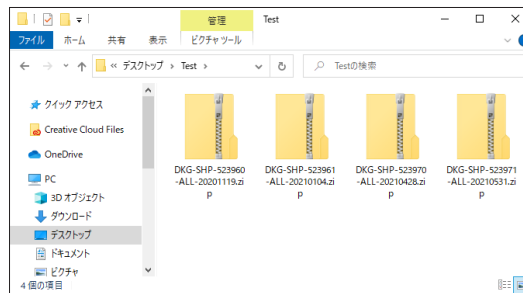 管理
Test
ファイル ホーム 共有 表示 ピクチャ ツール
« デスクトップ › Test ›
Testの検索
クイック アクセス
Creative Cloud Files
OneDrive
PC
3D オブジェクト
ダウンロード
デスクトップ
ドキュメント
ピクチャ
DKG-SHP-523960
-ALL-20201119.zi
p
DKG-SHP-523961
-ALL-20210104.zi
p
DKG-SHP-523970
-ALL-20210428.zi
p
DKG-SHP-523971
-ALL-20210531.zi
p
4 個の項目